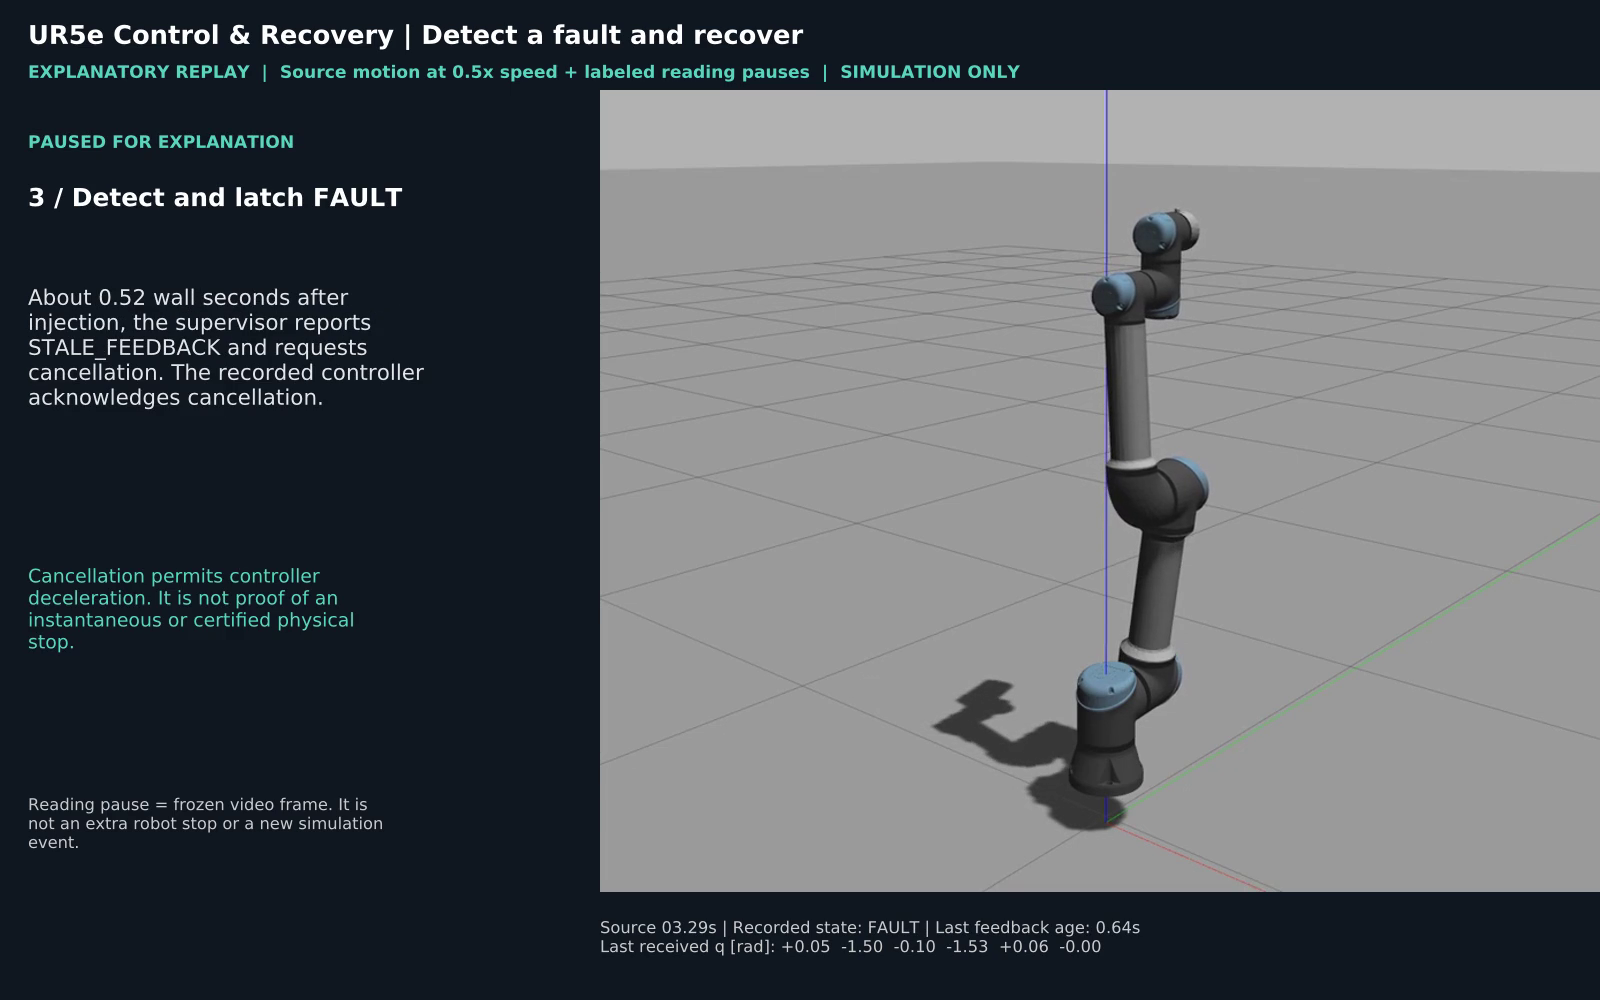 UR5e Control & Recovery | Detect a fault and recover
EXPLANATORY REPLAY | Source motion at 0.5x speed + labeled reading pauses | SIMULATION ONLY
PAUSED FOR EXPLANATION
3 / Detect and latch FAULT
About 0.52 wall seconds after
injection, the supervisor reports
STALE_FEEDBACK and requests
cancellation. The recorded controller
acknowledges cancellation.
Cancellation permits controller
deceleration. It is not proof of an
instantaneous or certified physical
stop.
Reading pause = frozen video frame. It is
not an extra robot stop or a new simulation
event.
Source 03.29s | Recorded state: FAULT | Last feedback age: 0.64s
Last received q [rad]: +0.05 -1.50 -0.10 -1.53 +0.06 -0.00